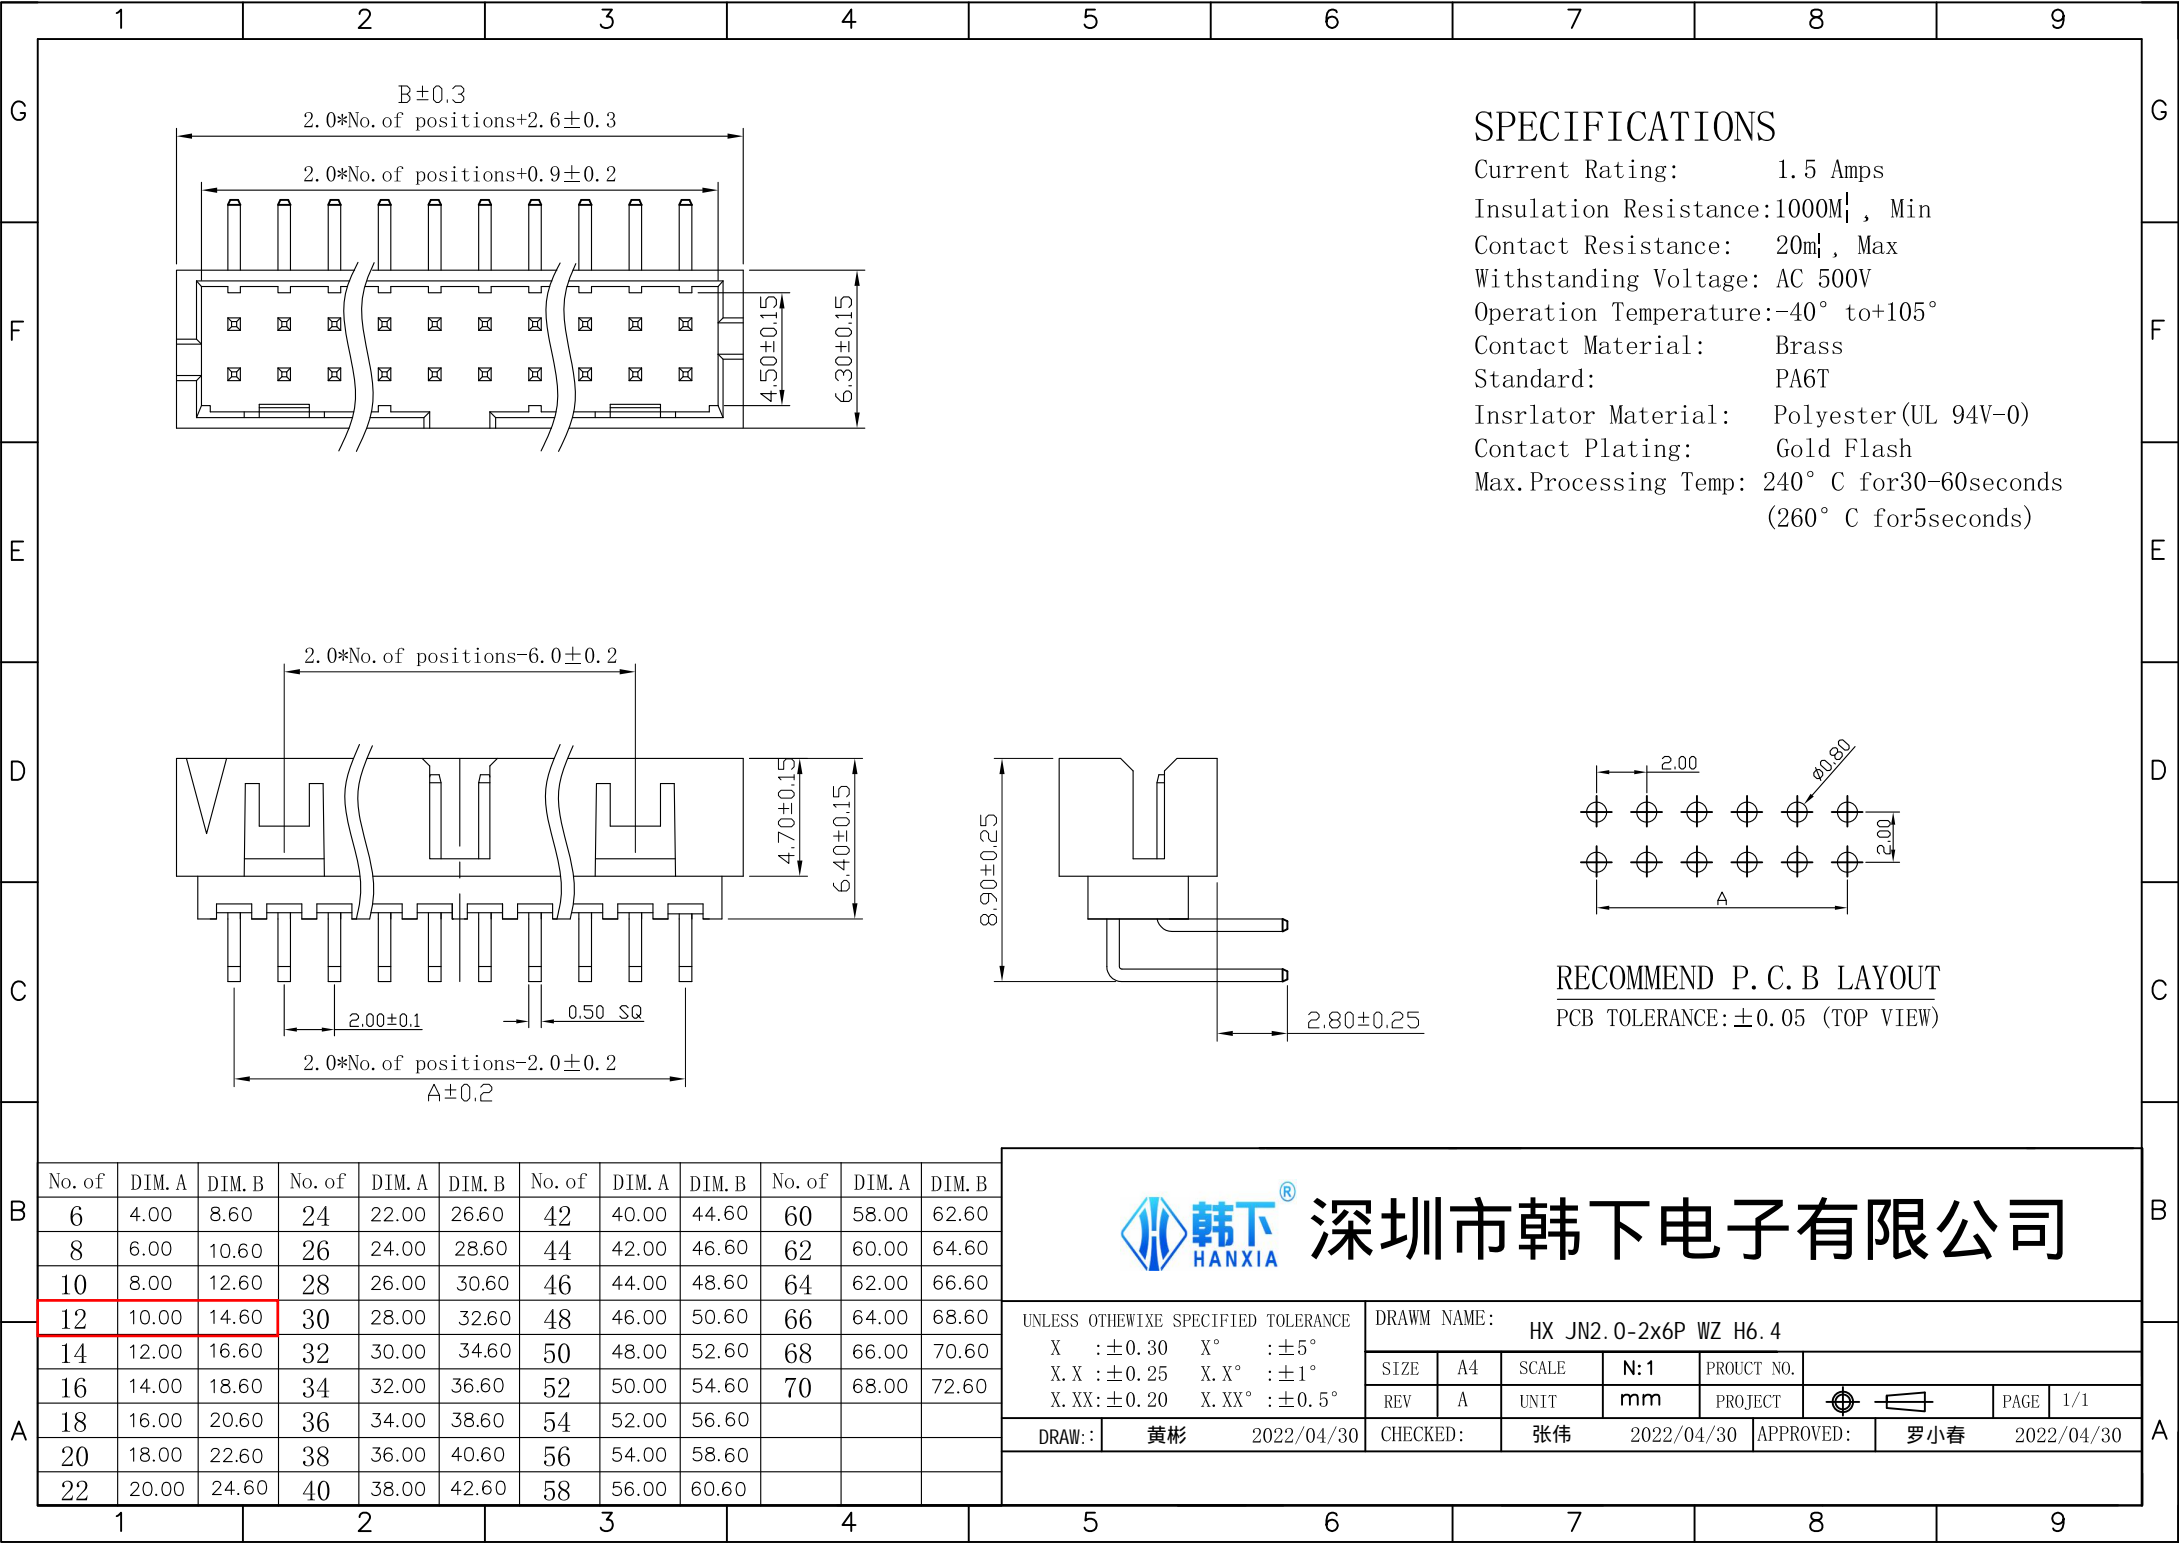 1 2 3 4 5 6 7 8 9
G G
F F
E E
D D
C C
B B
A A
B±0.3
2.0*No.of positions+2.6±0.3
2.0*No.of positions+0.9±0.2
4.50±0.15
6.30±0.15
SPECIFICATIONS
Current Rating: 1.5 Amps
Insulation Resistance:1000M¦ , Min
Contact Resistance: 20m¦ , Max
Withstanding Voltage: AC 500V
Operation Temperature:-40° to+105°
Contact Material: Brass
Standard: PA6T
Insrlator Material: Polyester(UL 94V-0)
Contact Plating: Gold Flash
Max.Processing Temp: 240° C for30-60seconds
(260° C for5seconds)
2.0*No.of positions-6.0±0.2
4.70±0.15
6.40±0.15
2.00±0.1
0.50 SQ
2.0*No.of positions-2.0±0.2
A±0.2
8.90±0.25
2.80±0.25
2.00
ø0.80
2.00
A
RECOMMEND P.C.B LAYOUT
PCB TOLERANCE:±0.05 (TOP VIEW)
No.of DIM.A DIM.B No.of DIM.A DIM.B No.of DIM.A DIM.B No.of DIM.A DIM.B
6 4.00 8.60 24 22.00 26.60 42 40.00 44.60 60 58.00 62.60
8 6.00 10.60 26 24.00 28.60 44 42.00 46.60 62 60.00 64.60
10 8.00 12.60 28 26.00 30.60 46 44.00 48.60 64 62.00 66.60
12 10.00 14.60 30 28.00 32.60 48 46.00 50.60 66 64.00 68.60
14 12.00 16.60 32 30.00 34.60 50 48.00 52.60 68 66.00 70.60
16 14.00 18.60 34 32.00 36.60 52 50.00 54.60 70 68.00 72.60
18 16.00 20.60 36 34.00 38.60 54 52.00 56.60
20 18.00 22.60 38 36.00 40.60 56 54.00 58.60
22 20.00 24.60 40 38.00 42.60 58 56.00 60.60
韩下® HANXIA 深圳市韩下电子有限公司
UNLESS OTHEWIXE SPECIFIED TOLERANCE
X :±0.30 X° :±5°
X.X :±0.25 X.X° :±1°
X.XX:±0.20 X.XX° :±0.5°
DRAWM NAME: HX JN2.0-2x6P WZ H6.4
SIZE A4 SCALE N:1 PROUCT NO.
REV A UNIT mm PROJECT PAGE 1/1
DRAW:: 黄彬 2022/04/30 CHECKED: 张伟 2022/04/30 APPROVED: 罗小春 2022/04/30
1 2 3 4 5 6 7 8 9